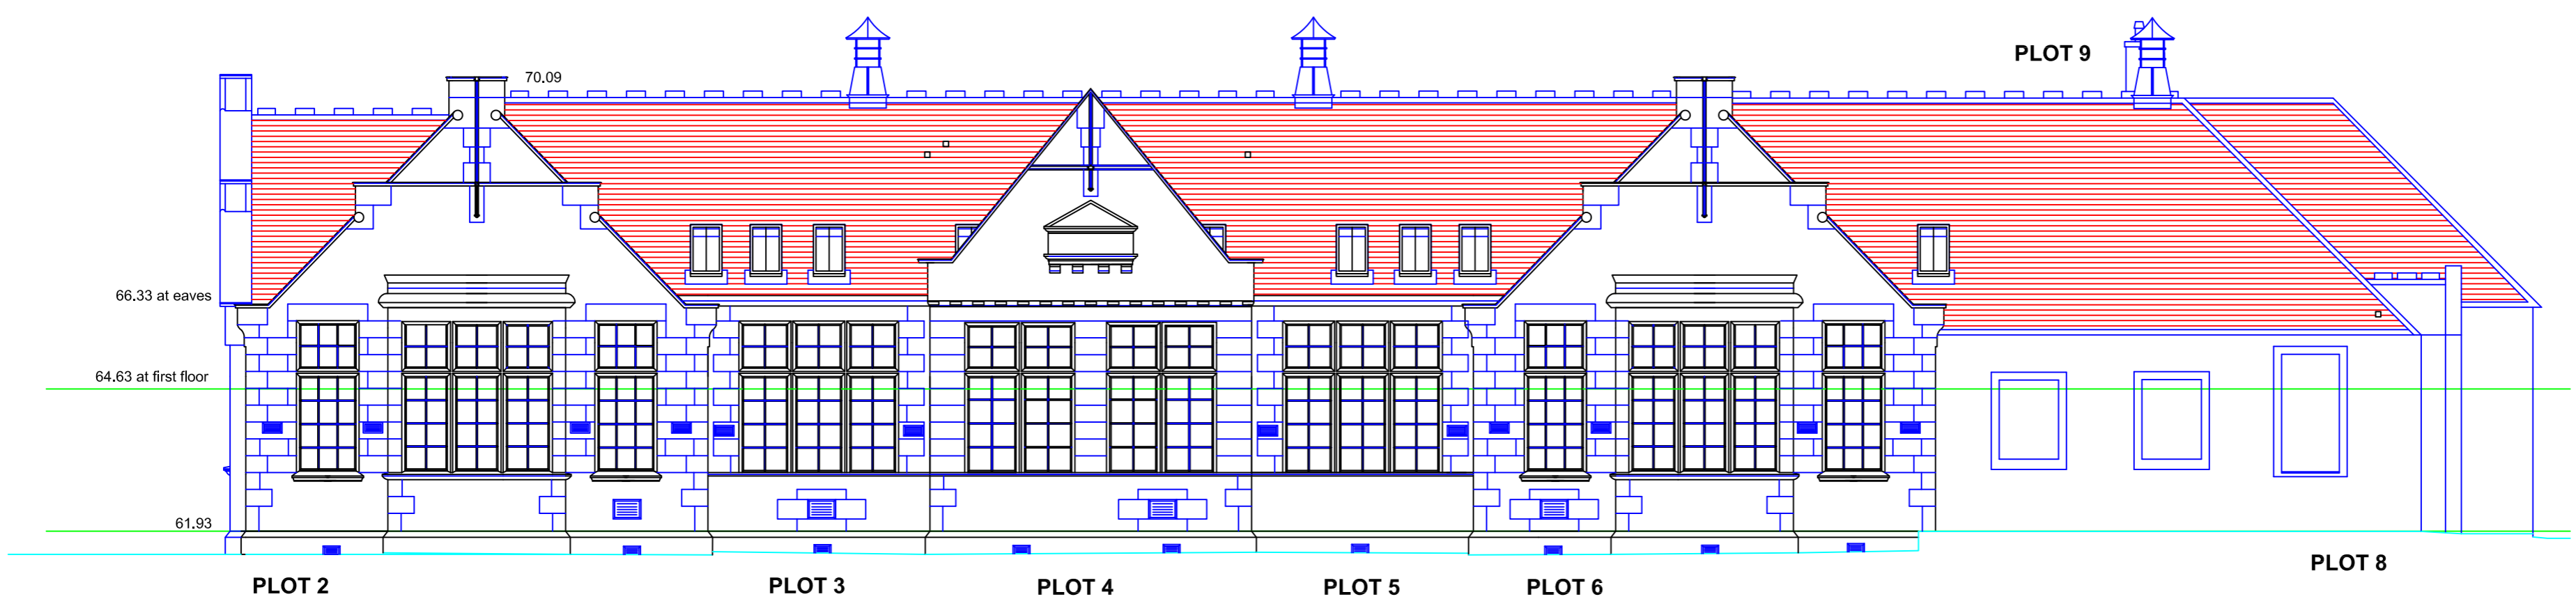 PLOT 9
70.09
66.33 at eaves
64.63 at first floor
61.93
PLOT 2
PLOT 3
PLOT 4
PLOT 5
PLOT 6
PLOT 8